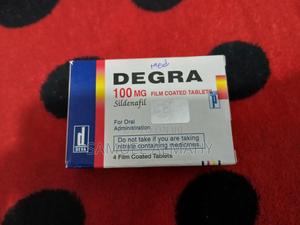 DEGRA
100 MG FILM COATED TABLETS
Sildenafil
For Oral
Administration
Do not take if you are taking
nitrate containing medicines
4 Film Coated Tablets
d
DEVA